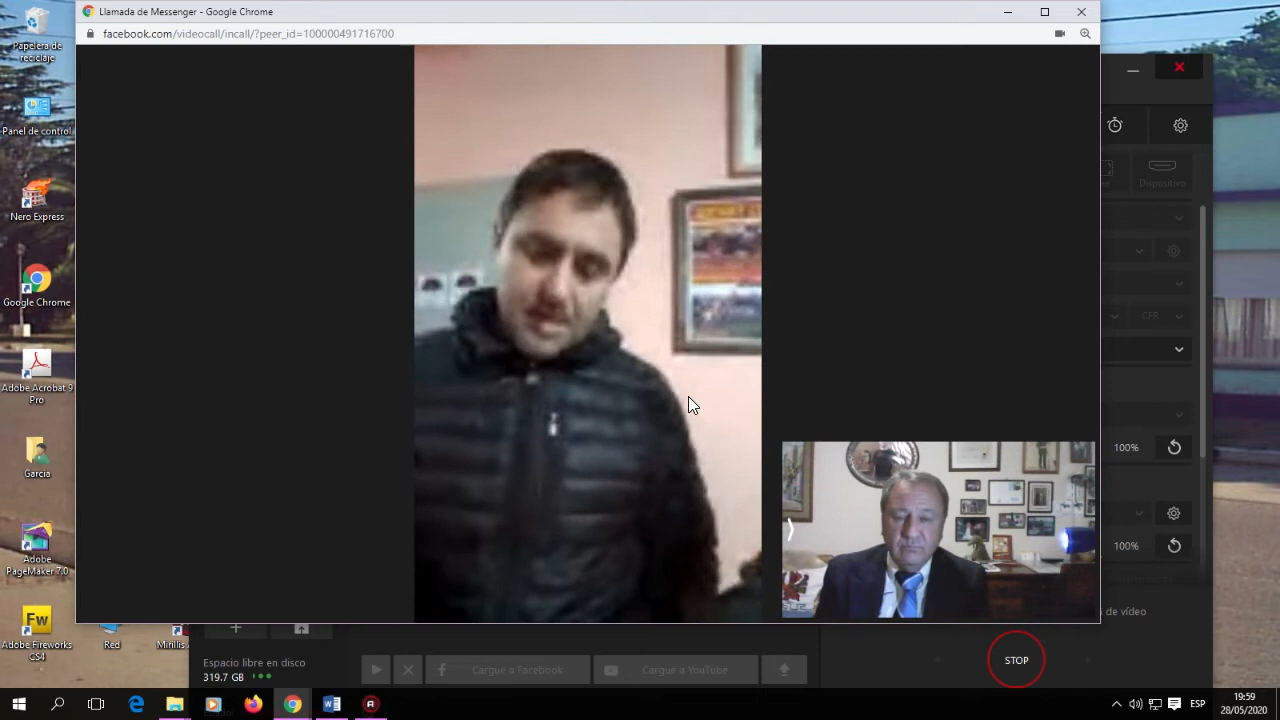 Llamada de Messenger - Google Chrome
facebook.com/videocall/incall/?peer_id=100000491716700
Papelera de
reciclaje
Panel de control
Nero Express
Google Chrome
Adobe Acrobat 9
Pro
Garcia
Adobe
PageMaker 7.0
Adobe Fireworks
CS4
Red
Mirillis
Dispositivo
CFR
100%
100%
de vídeo
STOP
Espacio libre en disco
319.7 GB
Cargue a Facebook
Cargue a YouTube
ESP
19:59
28/05/2020